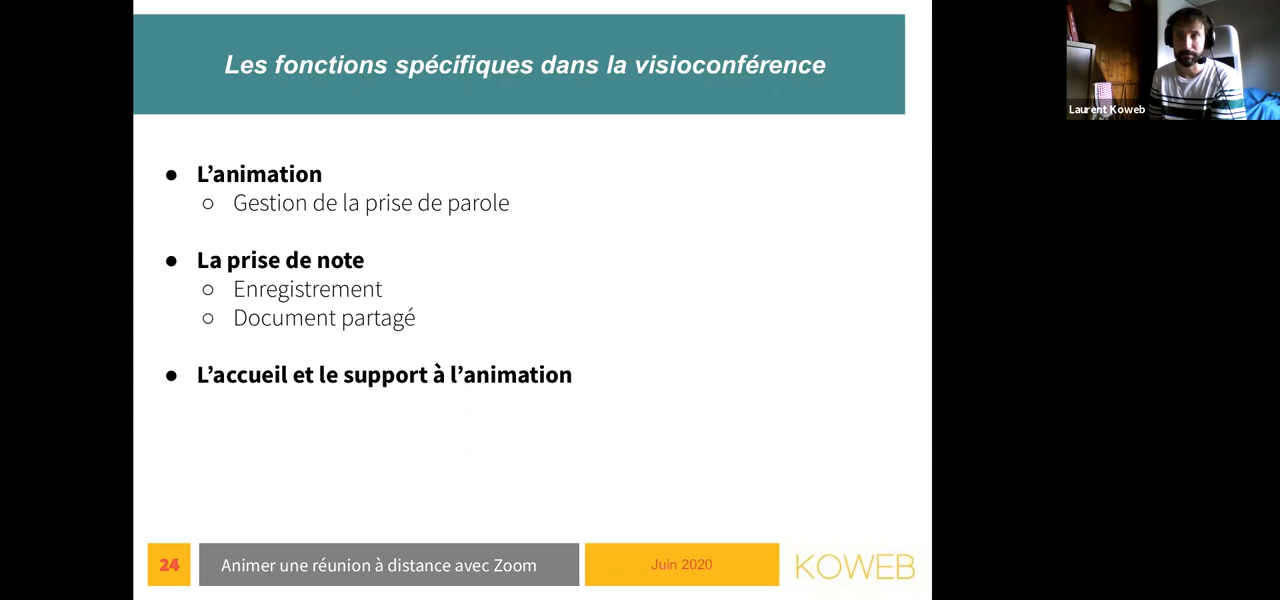 Les fonctions spécifiques dans la visioconférence
Laurent Koweb
● L’animation
○ Gestion de la prise de parole
● La prise de note
○ Enregistrement
○ Document partagé
● L’accueil et le support à l’animation
24
Animer une réunion à distance avec Zoom
Juin 2020
KOWEB